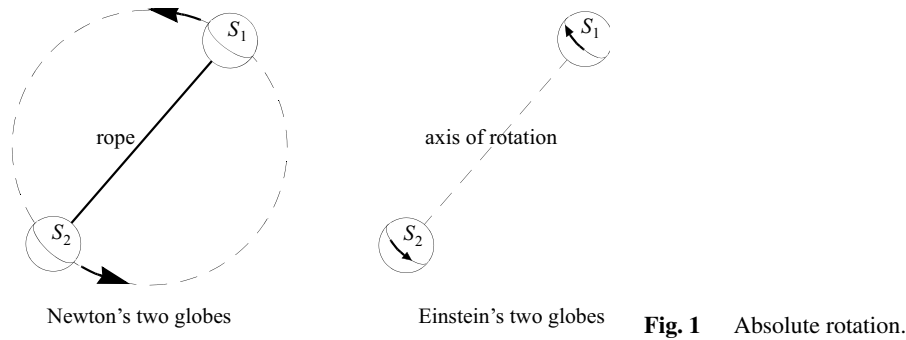 S₁
rope
S₂
Newton's two globes
S₁
axis of rotation
S₂
Einstein's two globes
Fig. 1 Absolute rotation.